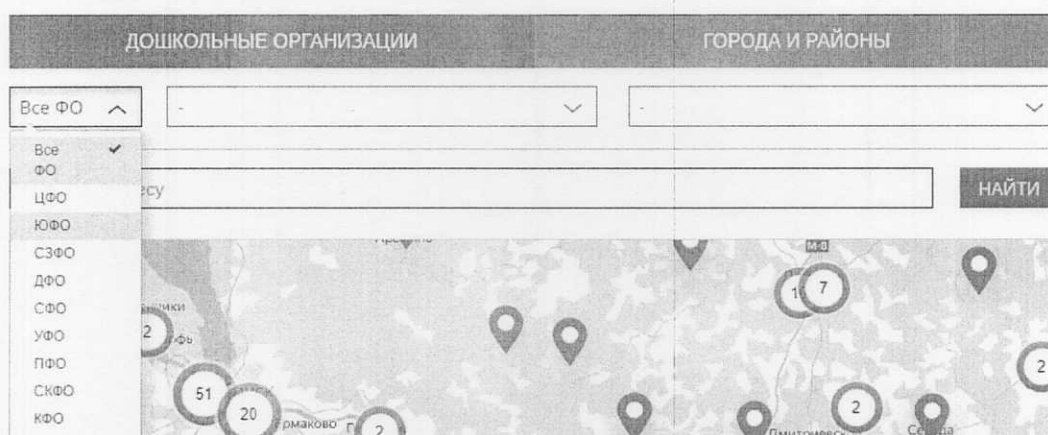 ДОШКОЛЬНЫЕ ОРГАНИЗАЦИИ
ГОРОДА И РАЙОНЫ
Все ФО
-
-
Все
ФО
ЦФО
ЮФО
СЗФО
ДФО
СФО
УФО
ПФО
СКФО
КФО
есу
НАЙТИ
М-8
7
2
51
20
рмаково
2
2
2
Дмитриевск